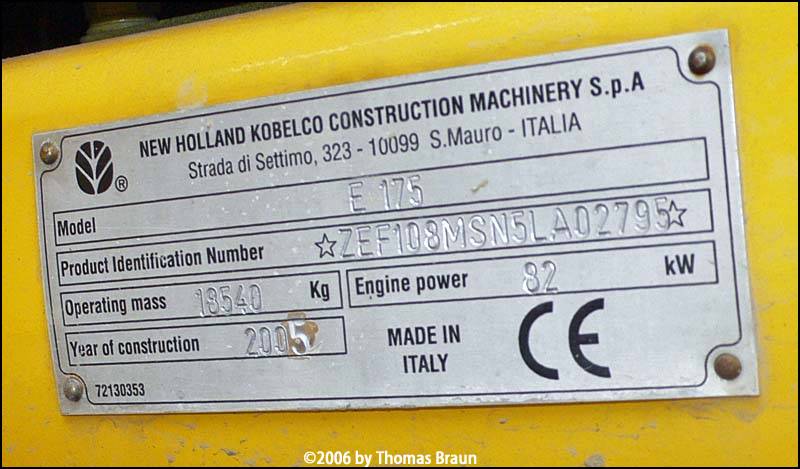 NEW HOLLAND KOBELCO CONSTRUCTION MACHINERY S.p.A
Strada di Settimo, 323 - 10099 S.Mauro - ITALIA
®
Model E 175
Product Identification Number ☆ZEF108MSN5LA02795☆
Operating mass 18540 Kg Engine power 82 kW
Year of construction 2005 MADE IN ITALY CE
72130353
©2006 by Thomas Braun